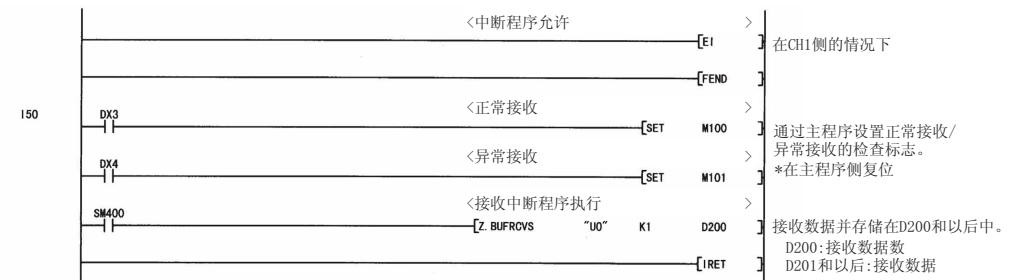 <中断程序允许 >
[EI ]
在CH1侧的情况下
[FEND ]
<正常接收 >
I50
DX3
[SET M100 ]
通过主程序设置正常接收/
异常接收的检查标志。
*在主程序侧复位
<异常接收 >
DX4
[SET M101 ]
<接收中断程序执行 >
SM400
[Z. BUFRCVS "U0" K1 D200 ]
接收数据并存储在D200和以后中。
D200:接收数据数
D201和以后:接收数据
[IRET ]